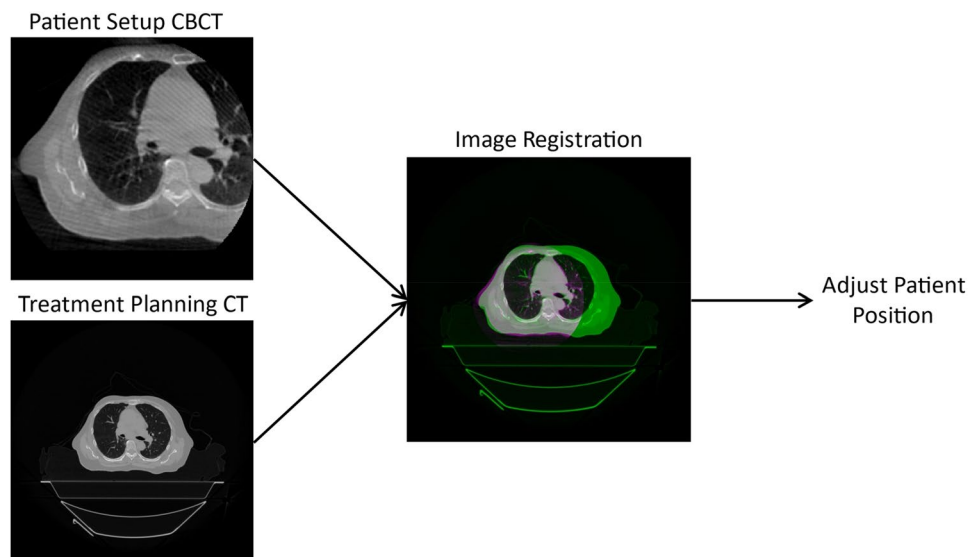 Patient Setup CBCT
Image Registration
Treatment Planning CT
Adjust Patient
Position